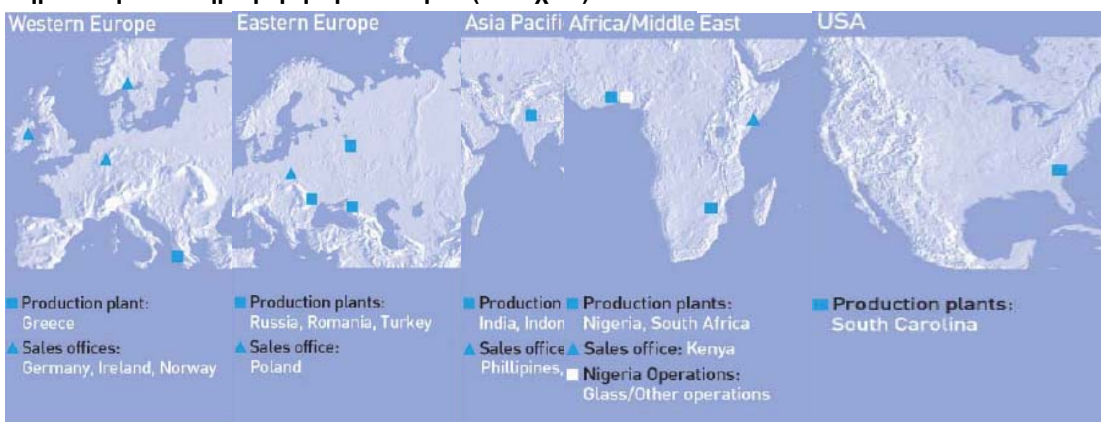 Western Europe
Production plant:
Greece
Sales offices:
Germany, Ireland, Norway
Eastern Europe
Production plants:
Russia, Romania, Turkey
Sales office:
Poland
Asia Pacifi
Production
India, Indon
Sales office
Phillipines,
Africa/Middle East
Production plants:
Nigeria, South Africa
Sales office: Kenya
Nigeria Operations:
Glass/Other operations
USA
Production plants:
South Carolina